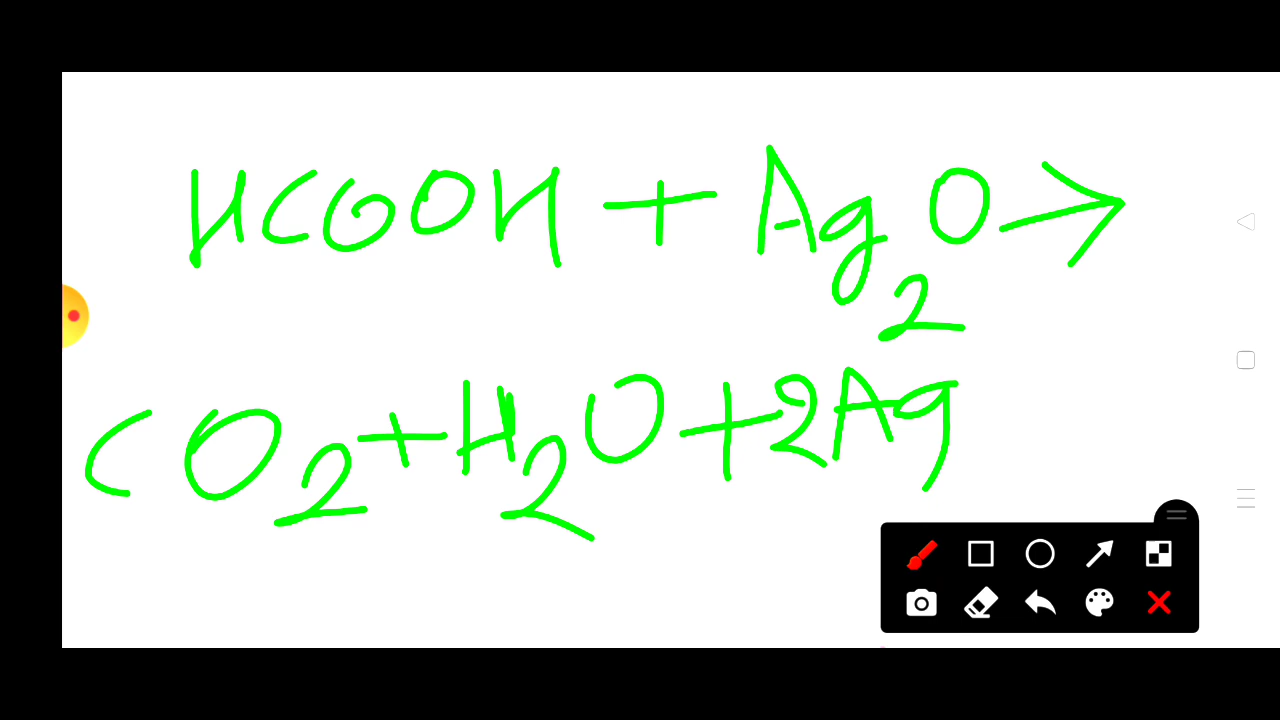 HCOOH + Ag2O →
CO2 + H2O + 2Ag